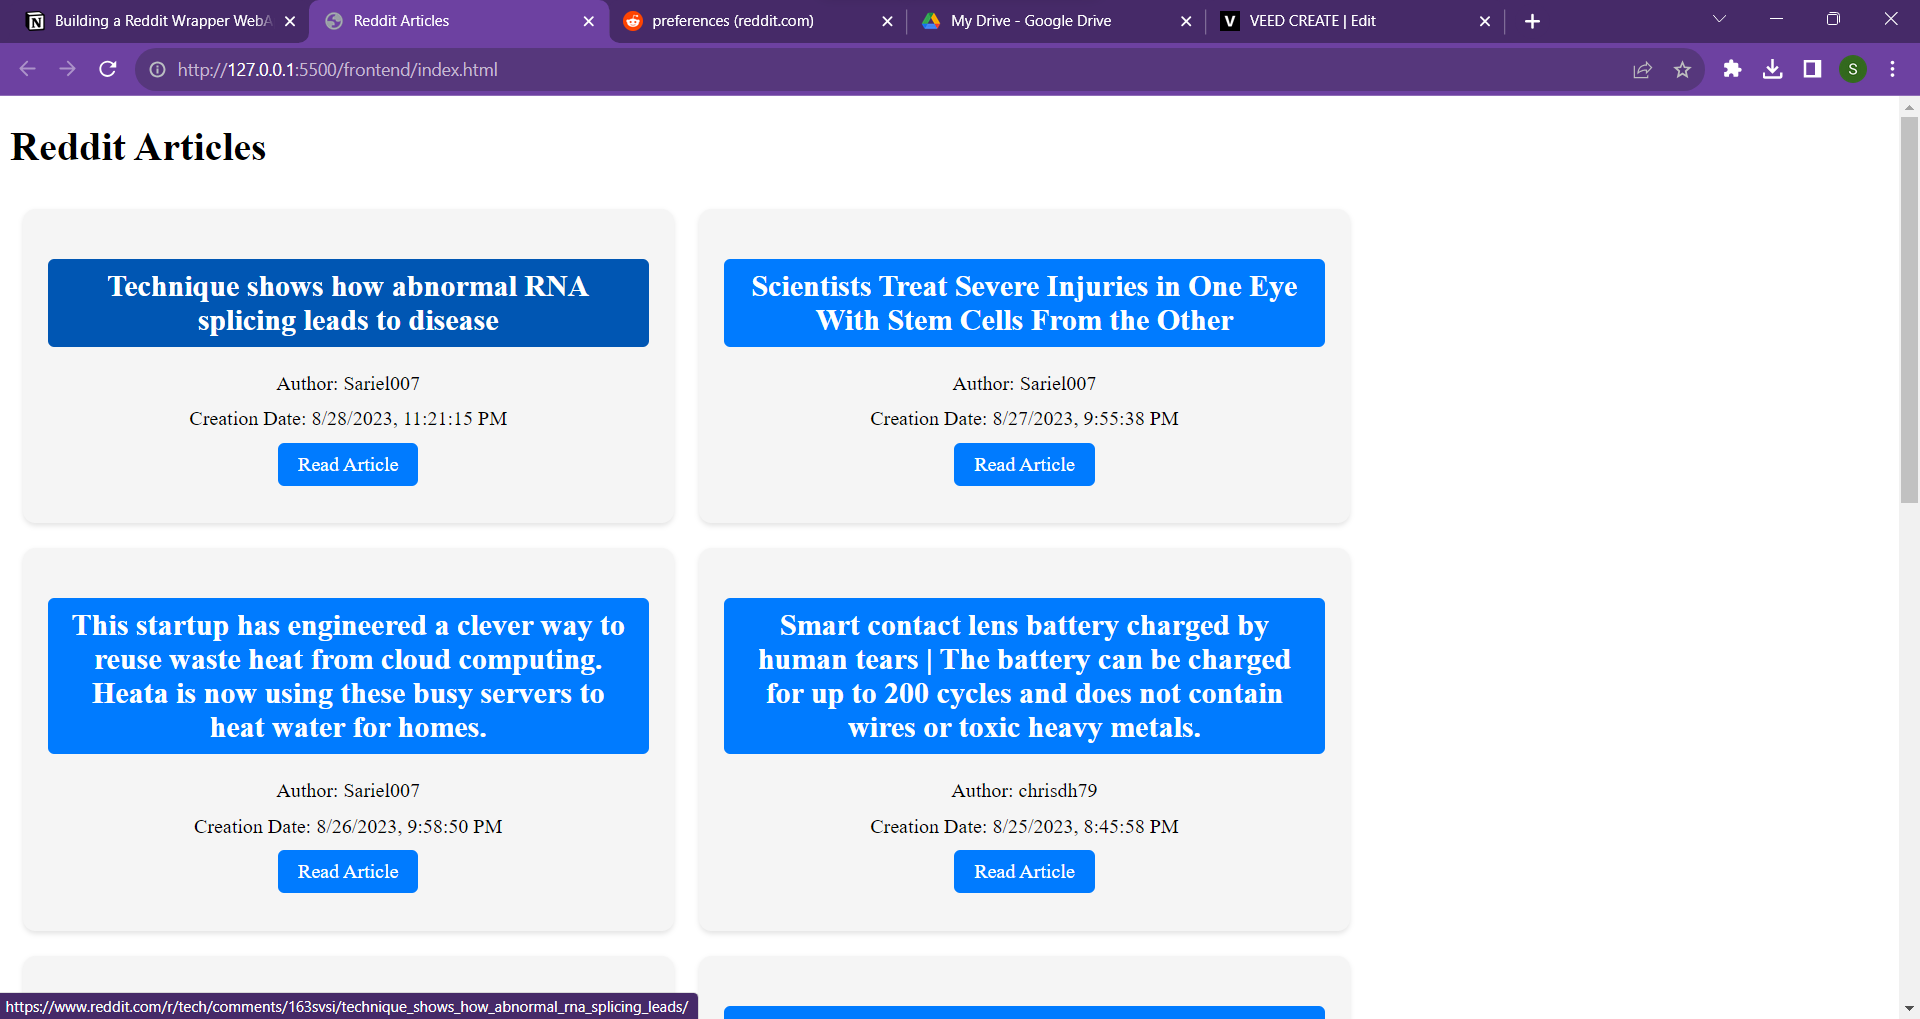 Building a Reddit Wrapper WebA
Reddit Articles
preferences (reddit.com)
My Drive - Google Drive
V
VEED CREATE | Edit
http://127.0.0.1:5500/frontend/index.html
S
Reddit Articles
Technique shows how abnormal RNA
splicing leads to disease
Author: Sariel007
Creation Date: 8/28/2023, 11:21:15 PM
Read Article
Scientists Treat Severe Injuries in One Eye
With Stem Cells From the Other
Author: Sariel007
Creation Date: 8/27/2023, 9:55:38 PM
Read Article
This startup has engineered a clever way to
reuse waste heat from cloud computing.
Heata is now using these busy servers to
heat water for homes.
Author: Sariel007
Creation Date: 8/26/2023, 9:58:50 PM
Read Article
Smart contact lens battery charged by
human tears | The battery can be charged
for up to 200 cycles and does not contain
wires or toxic heavy metals.
Author: chrisdh79
Creation Date: 8/25/2023, 8:45:58 PM
Read Article
https://www.reddit.com/r/tech/comments/163svsi/technique_shows_how_abnormal_rna_splicing_leads/